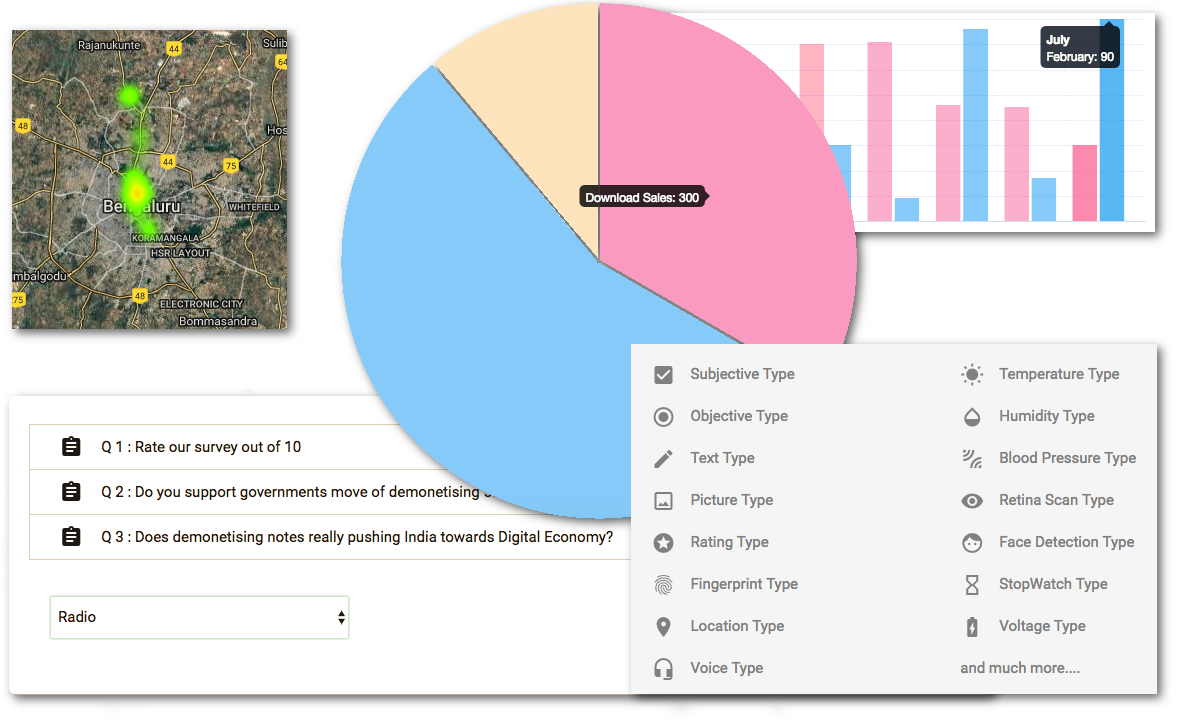 Rajanukunte
44
Sulib
64
48
Hos
44
75
Bengaluru
WHITEFIELD
KORAMANGALA
HSR LAYOUT
mbalgodu
75
48
ELECTRONIC CITY
Bommasandra
Download Sales: 300
July
February: 90
Q 1 : Rate our survey out of 10
Q 2 : Do you support governments move of demonetising
Q 3 : Does demonetising notes really pushing India towards Digital Economy?
Radio
Subjective Type
Objective Type
Text Type
Picture Type
Rating Type
Fingerprint Type
Location Type
Voice Type
Temperature Type
Humidity Type
Blood Pressure Type
Retina Scan Type
Face Detection Type
StopWatch Type
Voltage Type
and much more....